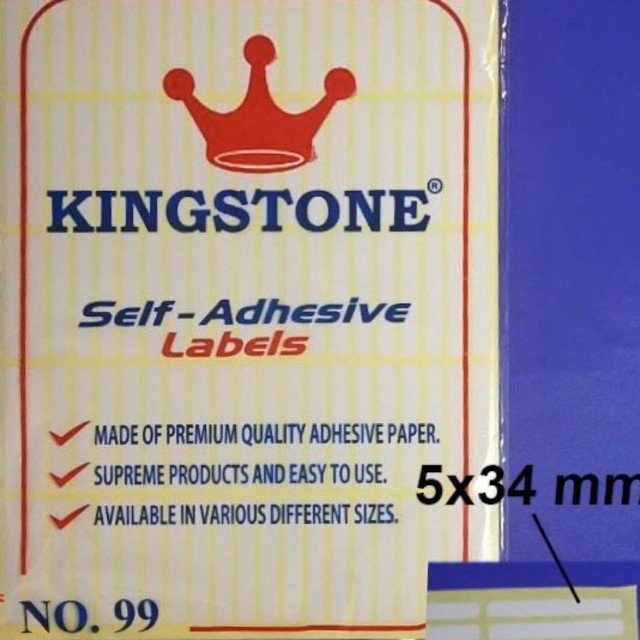 KINGSTONE®
Self-Adhesive
Labels
MADE OF PREMIUM QUALITY ADHESIVE PAPER.
SUPREME PRODUCTS AND EASY TO USE.
AVAILABLE IN VARIOUS DIFFERENT SIZES.
5x34 mm
NO. 99